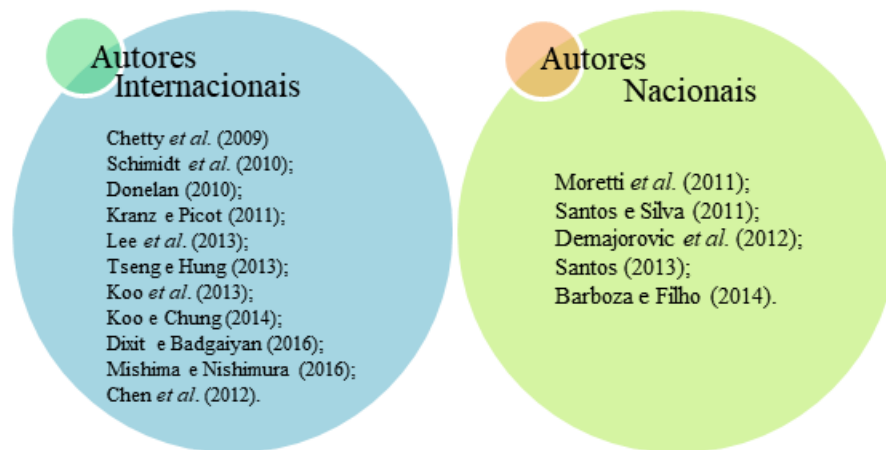 Autores
Internacionais
Chetty et al. (2009)
Schimidt et al. (2010);
Donelan (2010);
Kranz e Picot (2011);
Lee et al. (2013);
Tseng e Hung (2013);
Koo et al. (2013);
Koo e Chung (2014);
Dixit e Badgaiyan (2016);
Mishima e Nishimura (2016);
Chen et al. (2012).
Autores
Nacionais
Moretti et al. (2011);
Santos e Silva (2011);
Demajorovic et al. (2012);
Santos (2013);
Barboza e Filho (2014).